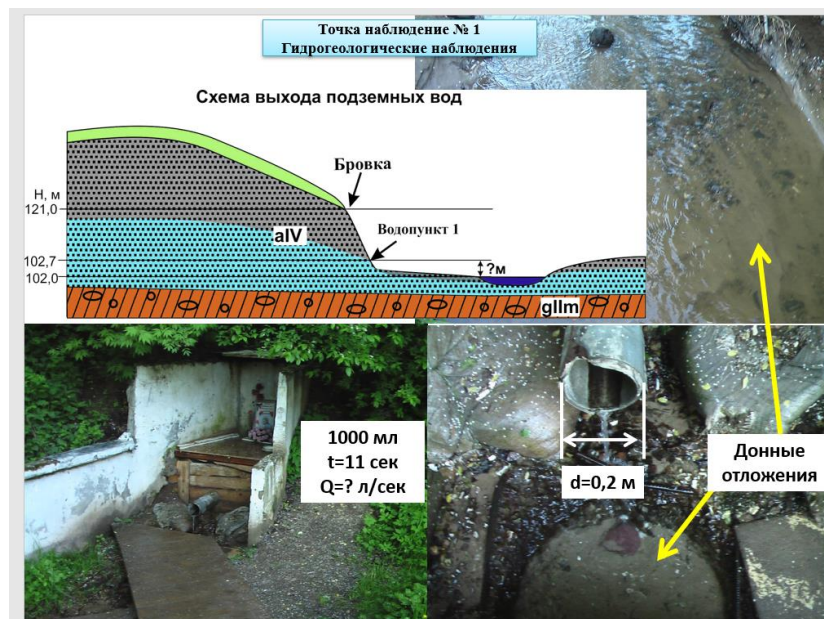 Точка наблюдение № 1
Гидрогеологические наблюдения
Схема выхода подземных вод
Бровка
Н, м
121,0
Водопункт 1
aIV
102,7
?м
102,0
gIIm
1000 мл
t=11 сек
Q=? л/сек
d=0,2 м
Донные
отложения